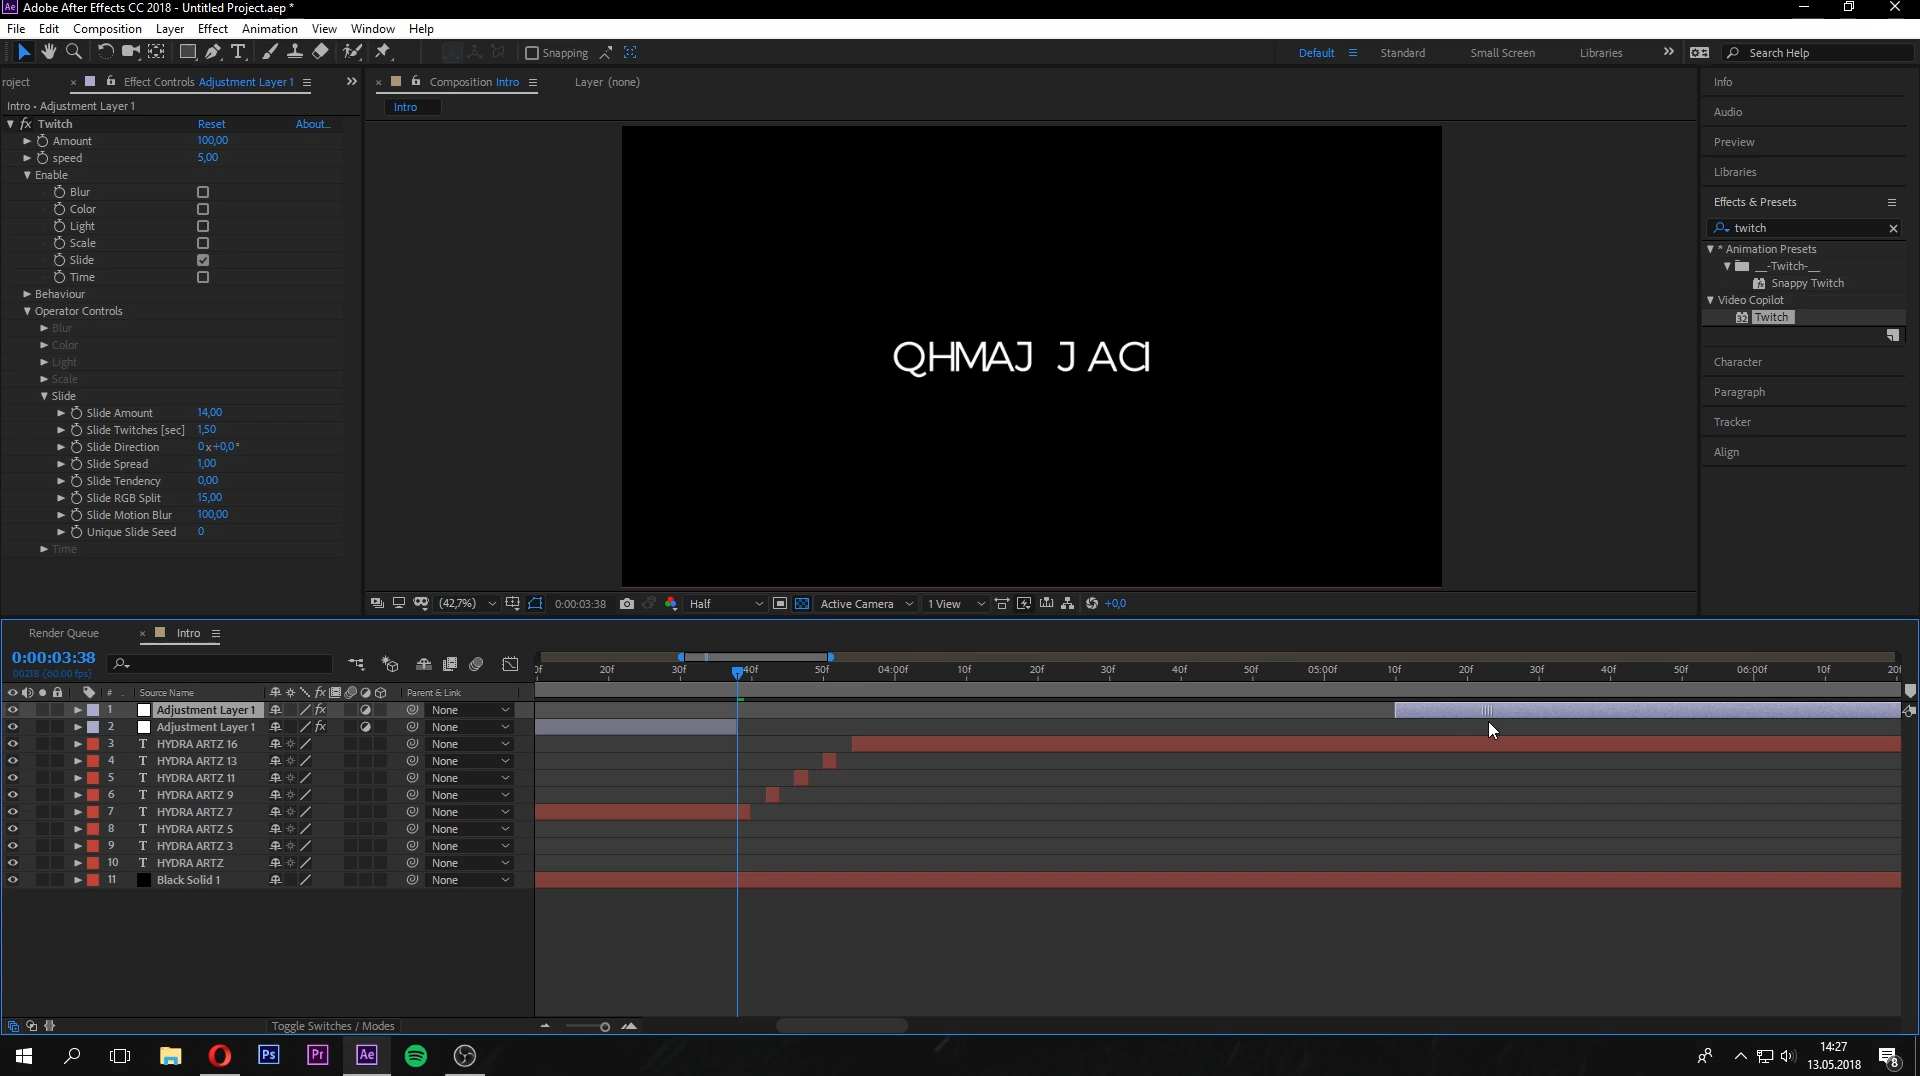 Adobe After Effects CC 2018 - Untitled Project.aep *
File Edit Composition Layer Effect Animation View Window Help
Snapping
Default Standard Small Screen Libraries Search Help
roject Effect Controls Adjustment Layer 1
Composition Intro Layer (none)
Intro • Adjustment Layer 1
Intro
fx Twitch Reset About...
Amount 100,00
speed 5,00
Enable
Blur
Color
Light
Scale
Slide
Time
Behaviour
Operator Controls
Blur
Color
Light
Scale
Slide
Slide Amount 14,00
Slide Twitches [sec] 1,50
Slide Direction 0x+0,0°
Slide Spread 1,00
Slide Tendency 0,00
Slide RGB Split 15,00
Slide Motion Blur 100,00
Unique Slide Seed 0
Time
QHMAJ J ACI
(42,7%) 0:00:03:38 Half Active Camera 1 View +0,0
Info
Audio
Preview
Libraries
Effects & Presets
twitch
* Animation Presets
__-Twitch-__
Snappy Twitch
Video Copilot
32 Twitch
Character
Paragraph
Tracker
Align
Render Queue Intro
0:00:03:38
00218 (60.00 fps)
0f 20f 30f 40f 50f 04:00f 10f 20f 30f 40f 50f 05:00f 10f 20f 30f 40f 50f 06:00f 10f 20f
# Source Name fx Parent & Link
1 Adjustment Layer 1 fx None
2 Adjustment Layer 1 fx None
3 T HYDRA ARTZ 16 None
4 T HYDRA ARTZ 13 None
5 T HYDRA ARTZ 11 None
6 T HYDRA ARTZ 9 None
7 T HYDRA ARTZ 7 None
8 T HYDRA ARTZ 5 None
9 T HYDRA ARTZ 3 None
10 T HYDRA ARTZ None
11 Black Solid 1 None
Toggle Switches / Modes
Ps Pr Ae
14:27
13.05.2018
8